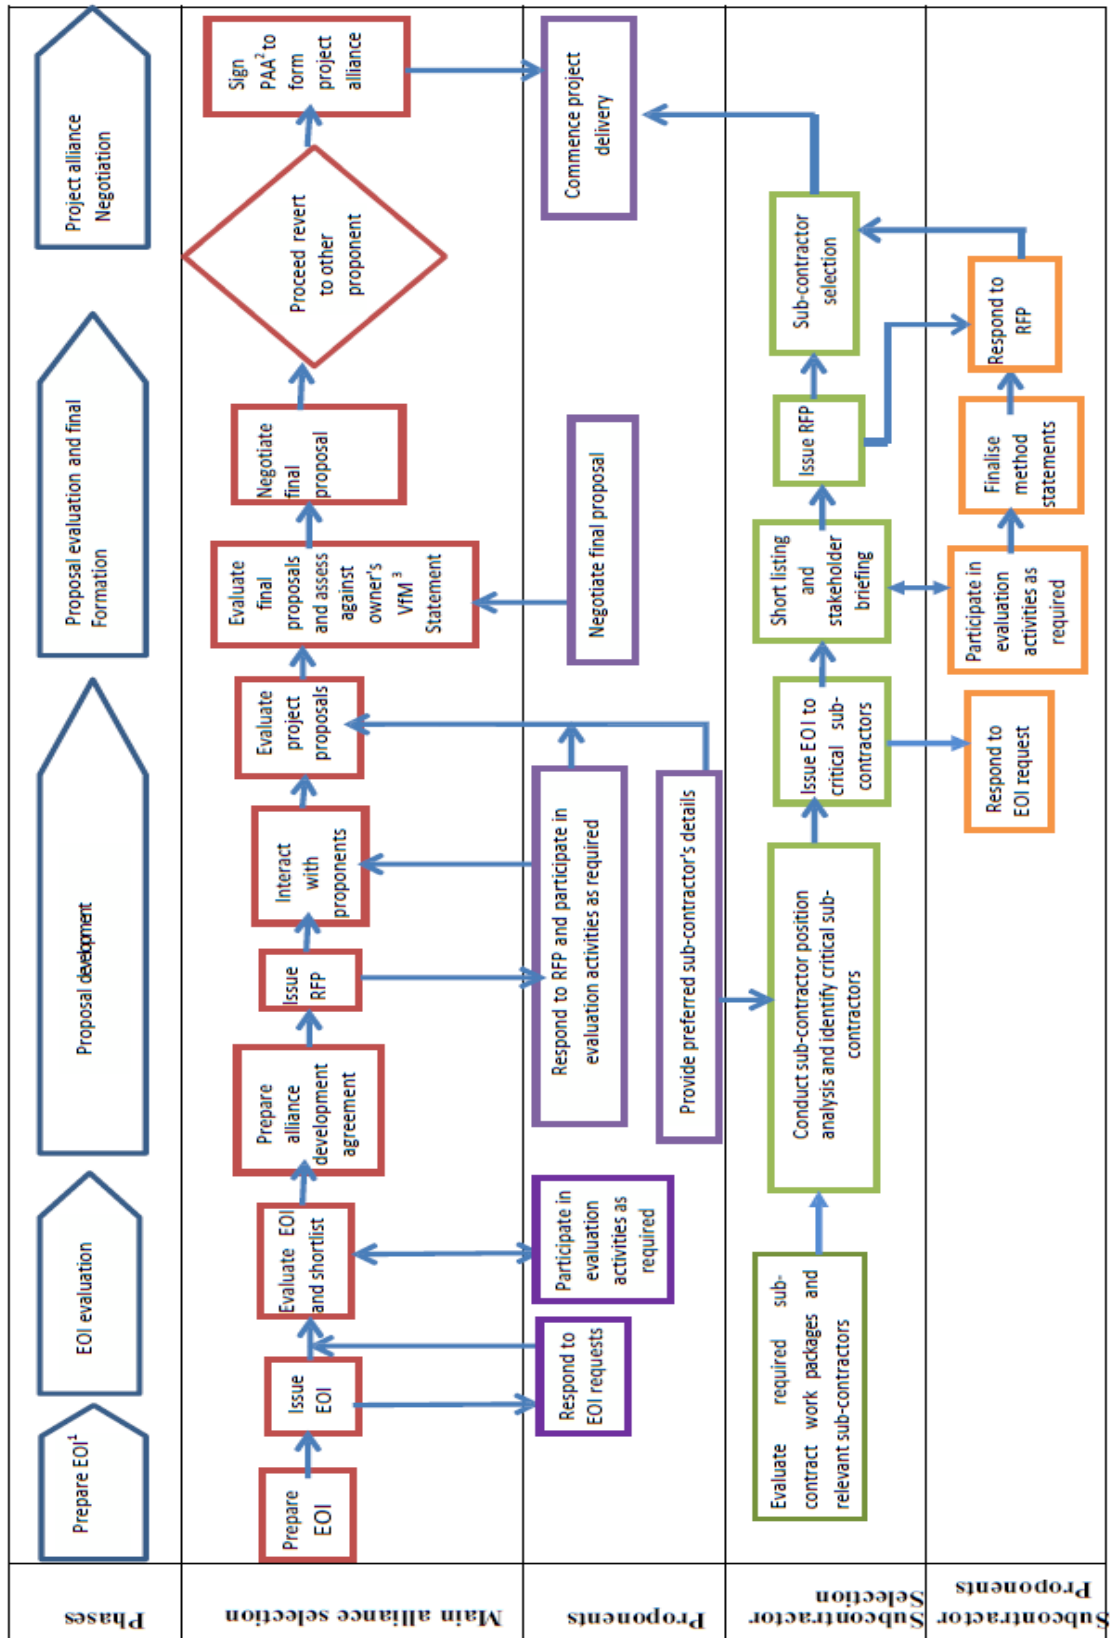 Phases
Prepare EOI¹
EOI evaluation
Proposal development
Proposal evaluation and final
Formation
Project alliance
Negotiation
Main alliance selection
Prepare
EOI
Issue
EOI
Evaluate EOI
and shortlist
Prepare
alliance
development
agreement
Issue
RFP
Interact
with
proponents
Evaluate
project
proposals
Evaluate
final
proposals
and assess
against
owner's
VfM ³
Statement
Negotiate
final
proposal
Proceed revert
to other
proponent
Sign
PAA² to
form
project
alliance
Proponents
Respond to
EOI requests
Participate in
evaluation
activities as
required
Respond to RFP and participate in
evaluation activities as required
Provide preferred sub-contractor's details
Negotiate final proposal
Commence project
delivery
Subcontractor
Selection
Evaluate required sub-
contract work packages and
relevant sub-contractors
Conduct sub-contractor position
analysis and identify critical sub-
contractors
Issue EOI to
critical sub-
contractors
Short listing
and
stakeholder
briefing
Issue RFP
Sub-contractor
selection
Subcontractor
Proponents
Respond to
EOI request
Participate in
evaluation
activities as
required
Finalise
method
statements
Respond to
RFP